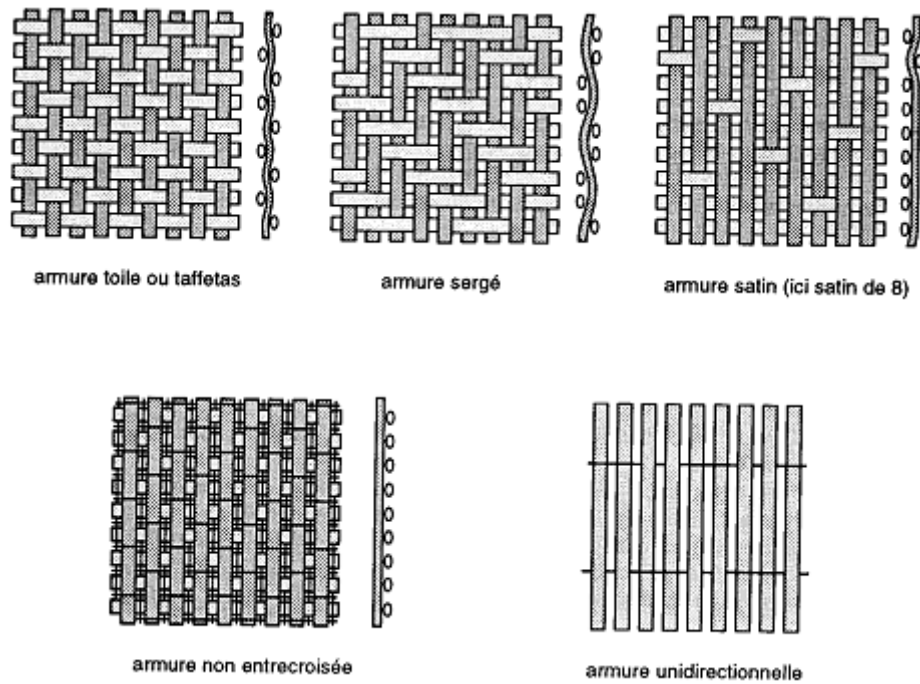 armure toile ou taffetas
armure sergé
armure satin (ici satin de 8)
armure non entrecroisée
armure unidirectionnelle